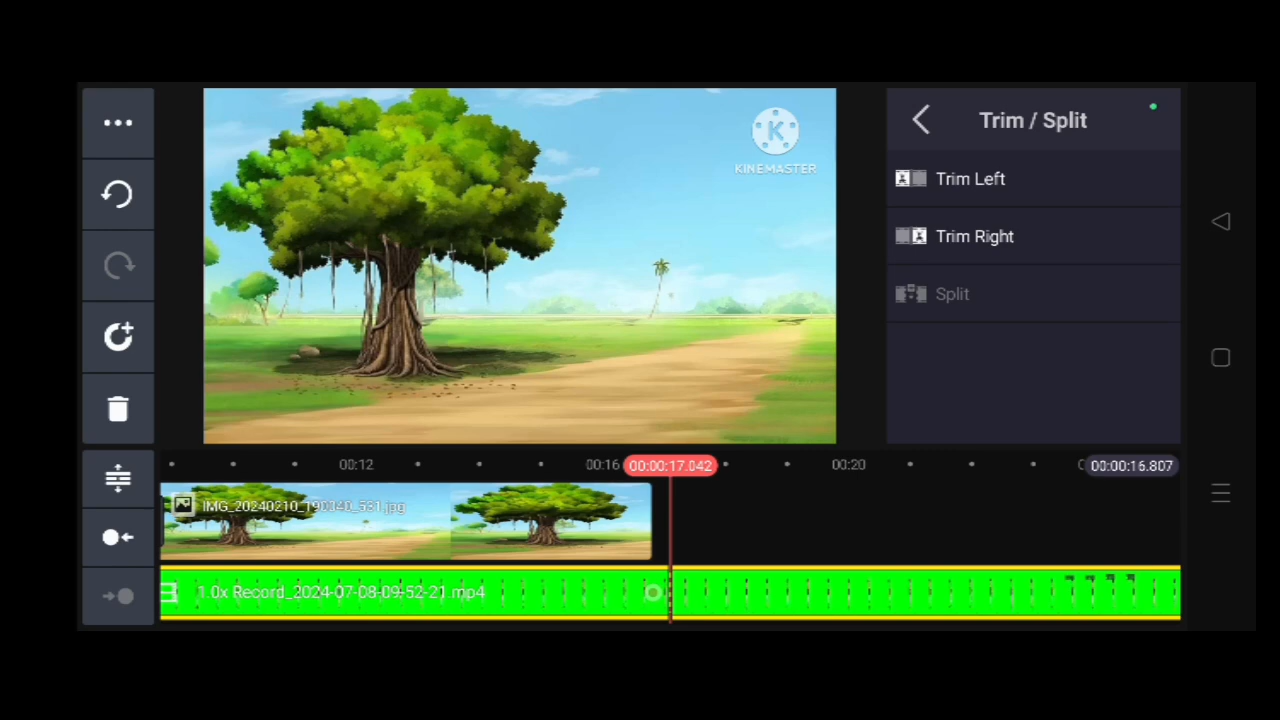 K
KINEMASTER
Trim / Split
Trim Left
Trim Right
Split
00:12
00:16
00:00:17.042
00:20
00:00:16.807
IMG_20240210_190340_531.jpg
1.0x Record_2024-07-08-09-52-21.mp4